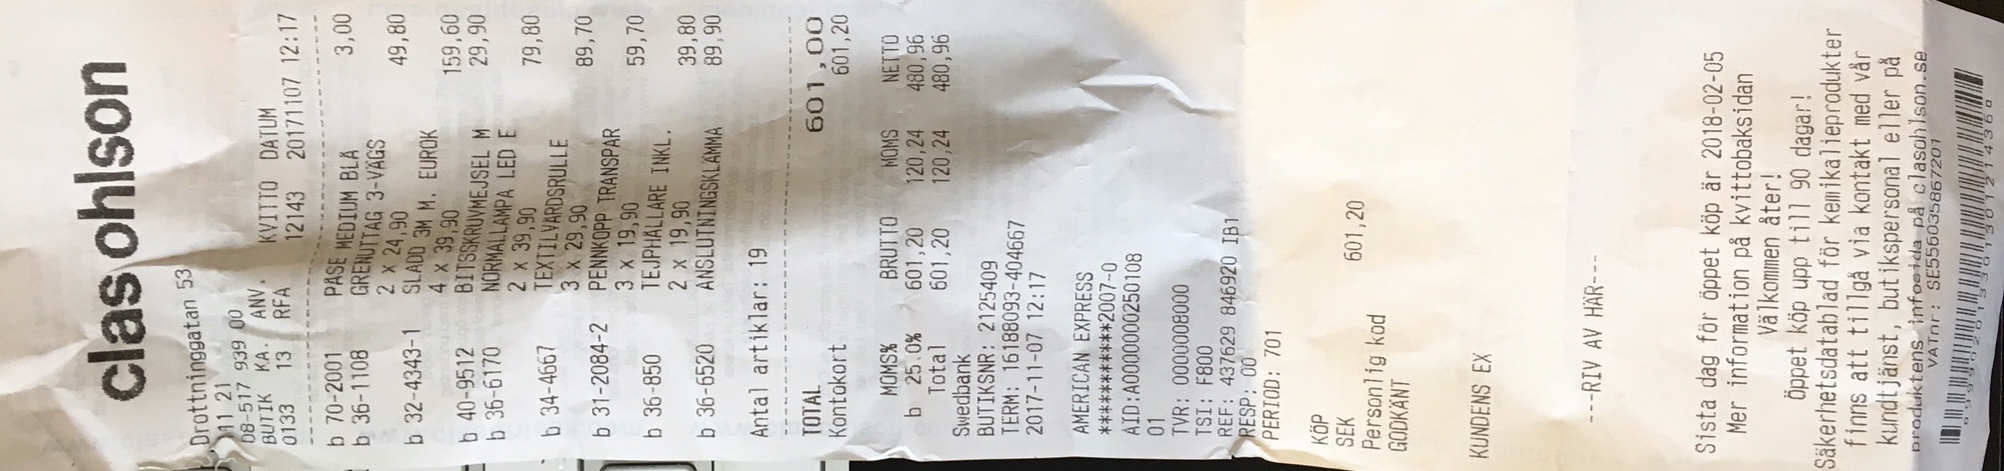 clas ohlson
Drottninggatan 53
111 21
08-517 939 00
BUTIK KA. ANV. KVITTO DATUM
0133 13 RFA 12143 20171107 12:17
b 70-2001 PÅSE MEDIUM BLÅ 3,00
b 36-1108 GRENUTTAG 3-VÄGS
2 x 24,90 49,80
b 32-4343-1 SLADD 3M M. EUROK
4 x 39,90 159,60
b 40-9512 BITSSKRUVMEJSEL M 29,90
b 36-6170 NORMALLAMPA LED E
2 x 39,90 79,80
b 34-4667 TEXTILVÅRDSRULLE
3 x 29,90 89,70
b 31-2084-2 PENNKOPP TRANSPAR
3 x 19,90 59,70
b 36-850 TEJPHÅLLARE INKL.
2 x 19,90 39,80
b 36-6520 ANSLUTNINGSKLÄMMA 89,90
Antal artiklar: 19
TOTAL 601,00
Kontokort 601,20
MOMS% BRUTTO MOMS NETTO
b 25.0% 601,20 120,24 480,96
Total 601,20 120,24 480,96
Swedbank
BUTIKSNR: 2125409
TERM: 16188093-404667
2017-11-07 12:17
AMERICAN EXPRESS
***********2007-0
AID:A0000000250108
01
TVR: 0000008000
TSI: F800
REF: 437629 846920 IB1
RESP: 00
PERIOD: 701
KÖP
SEK 601,20
Personlig kod
GODKÄNT
KUNDENS EX
---RIV AV HÄR---
Sista dag för öppet köp är 2018-02-05
Mer information på kvittobaksidan
Välkommen åter!
Öppet köp upp till 90 dagar!
Säkerhetsdatablad för kemikalieprodukter
finns att tillgå via kontakt med vår
kundtjänst, butikspersonal eller på
produktens infosida på clasohlson.se
VATnr: SE556035867201